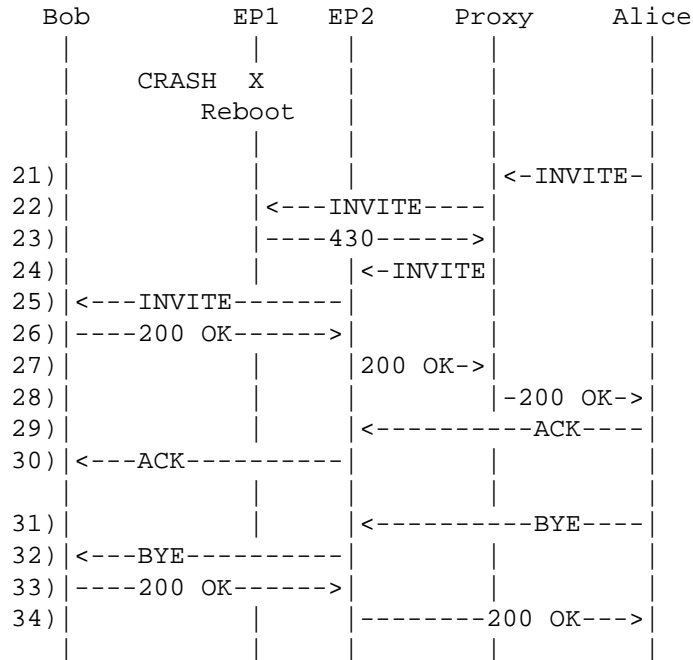 Bob         EP1   EP2     Proxy     Alice
   |           |     |        |         |
   |    CRASH  X     |        |         |
   |        Reboot   |        |         |
   |           |     |        |         |
21)|           |     |        |<-INVITE-|
22)|           |<---INVITE----|         |
23)|           |----430------>|         |
24)|           |     |<-INVITE|         |
25)|<---INVITE-------|        |         |
26)|----200 OK------>|        |         |
27)|           |     |200 OK->|         |
28)|           |     |        |-200 OK->|
29)|           |     |<----------ACK----|
30)|<---ACK----------|        |         |
   |           |     |        |         |
31)|           |     |<----------BYE----|
32)|<---BYE----------|        |         |
33)|----200 OK------>|        |         |
34)|           |     |--------200 OK--->|
   |           |     |        |         |